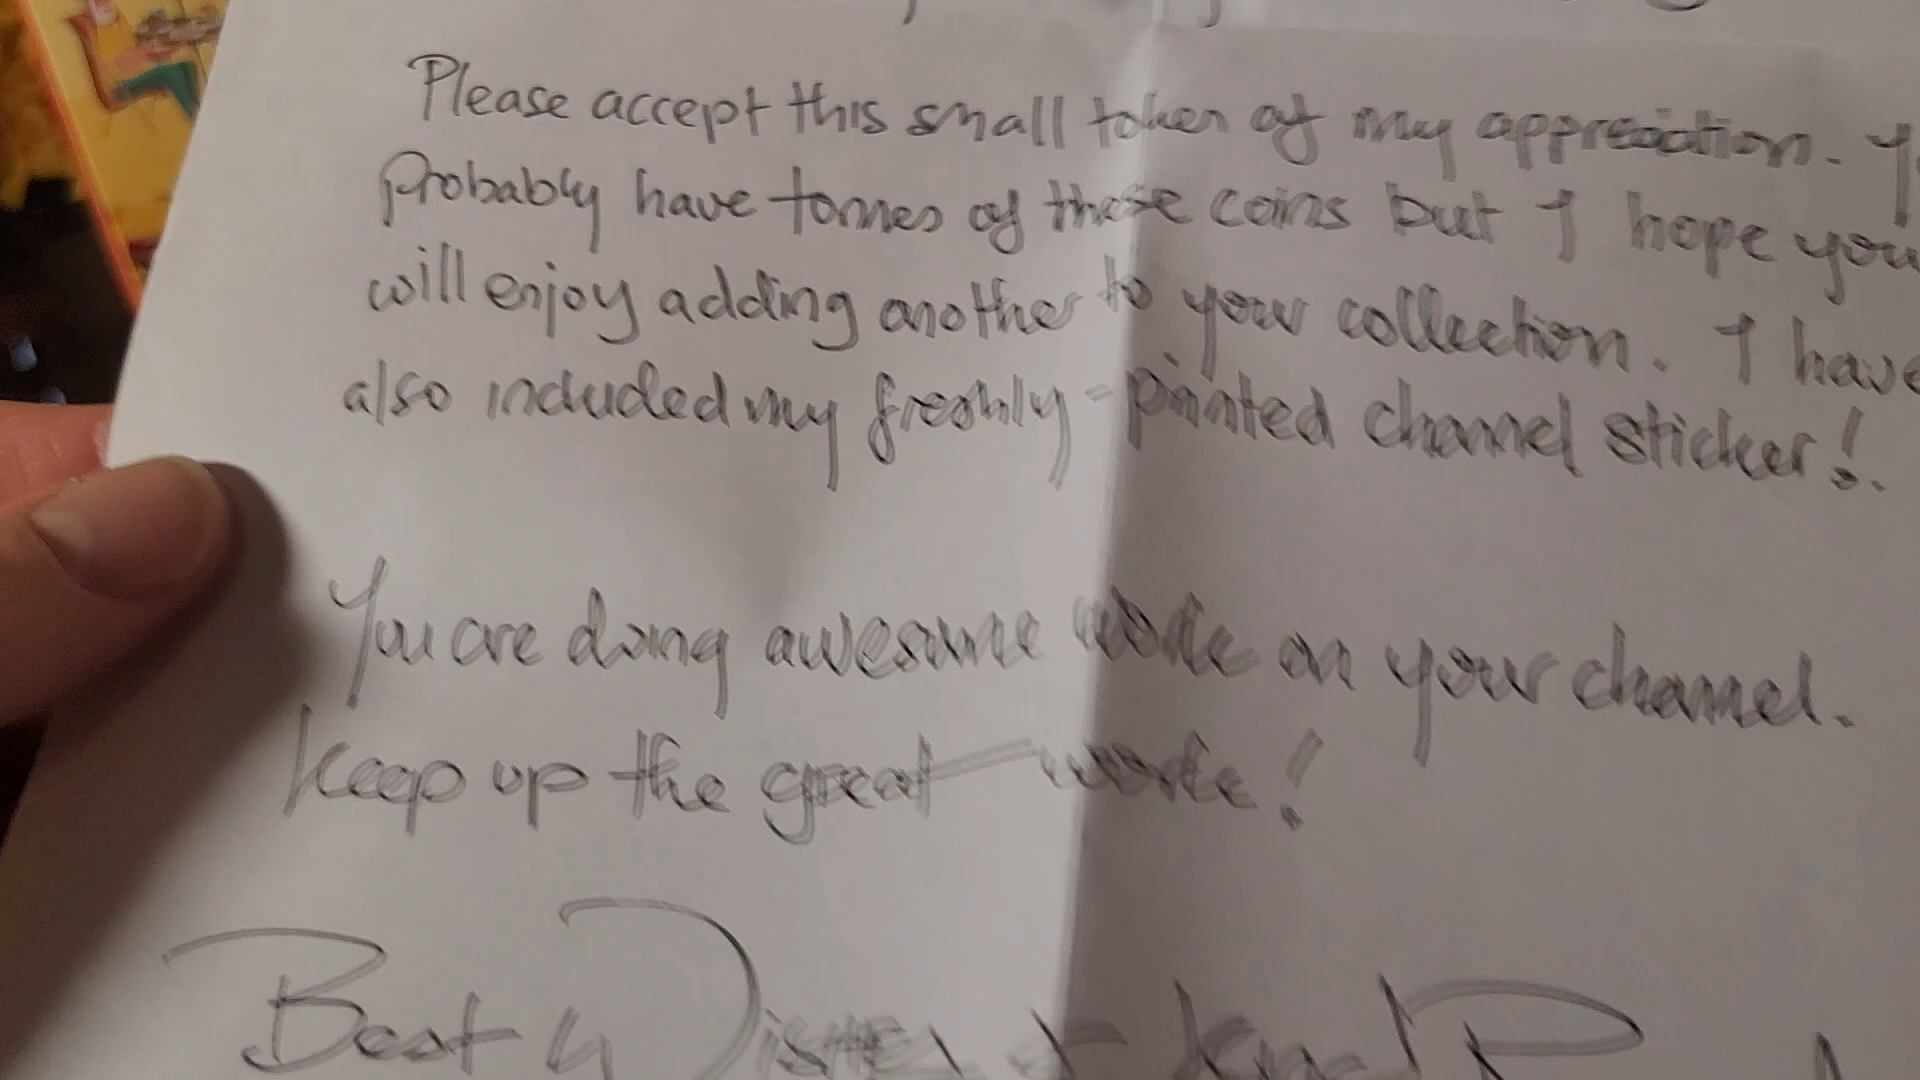 Please accept this small token of my appreciation. Y
Probably have tonnes of these coins but I hope you
will enjoy adding another to your collection. I have
also included my freshly-printed channel sticker!.
You are doing awesome work on your channel.
Keep up the great work!
Best Wishes & Kind